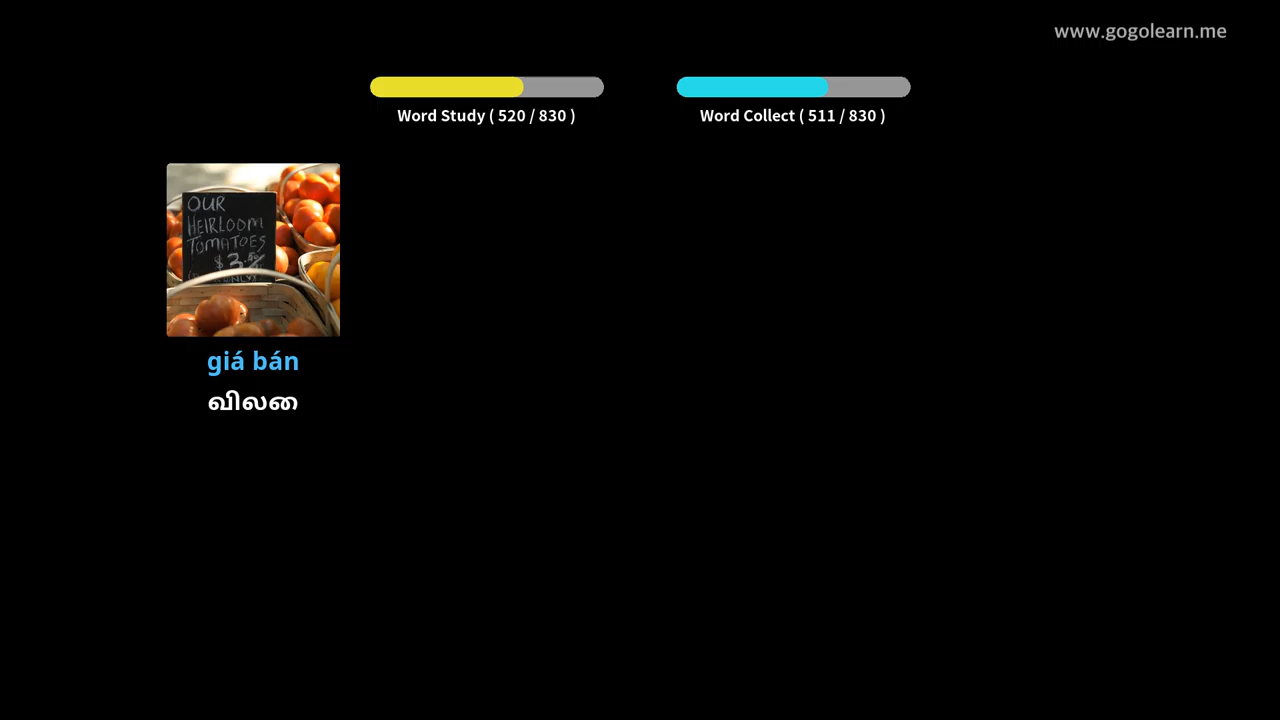 www.gogolearn.me
Word Study ( 520 / 830 )
Word Collect ( 511 / 830 )
OUR
HEIRLOOM
TOMATOES
giá bán
விலை